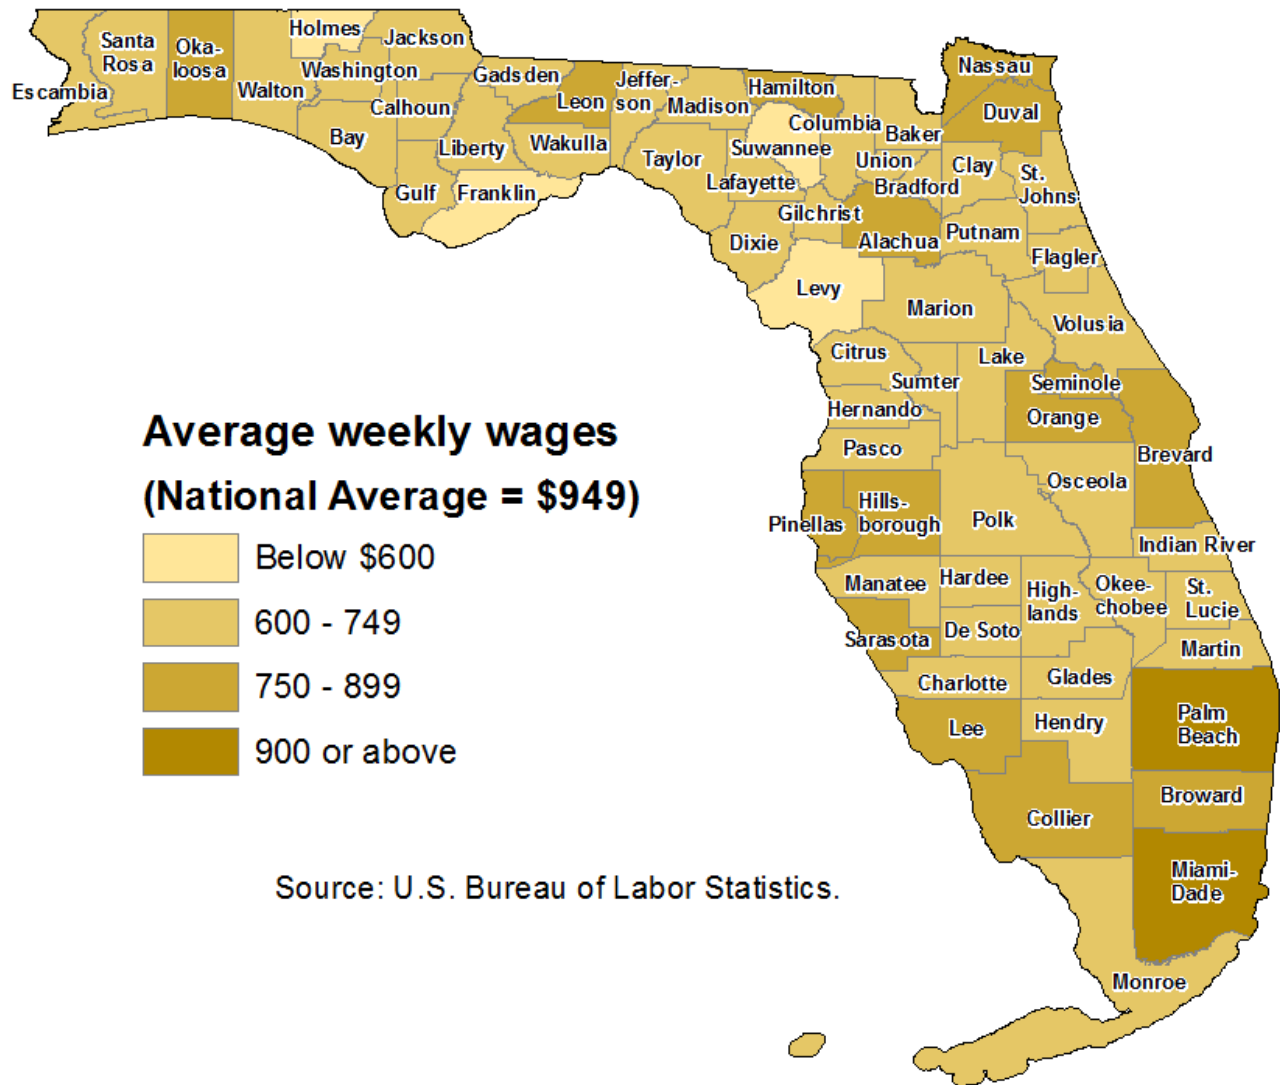 Holmes
Jackson
Santa
Rosa
Oka-
loosa
Washington
Escambia
Walton
Calhoun
Bay
Gadsden
Leon
Jeffer-
son
Madison
Hamilton
Nassau
Duval
Liberty
Wakulla
Taylor
Suwannee
Columbia
Baker
Union
Bradford
Clay
St.
Johns
Gulf
Franklin
Lafayette
Gilchrist
Dixie
Alachua
Putnam
Flagler
Levy
Marion
Volusia
Citrus
Lake
Sumter
Seminole
Hernando
Orange
Pasco
Brevard
Osceola
Pinellas
Hills-
borough
Polk
Indian River
Manatee
Hardee
High-
lands
Okee-
chobee
St.
Lucie
Sarasota
De Soto
Martin
Charlotte
Glades
Lee
Hendry
Palm
Beach
Broward
Collier
Miami-
Dade
Monroe
Average weekly wages
(National Average = $949)
Below $600
600 - 749
750 - 899
900 or above
Source: U.S. Bureau of Labor Statistics.